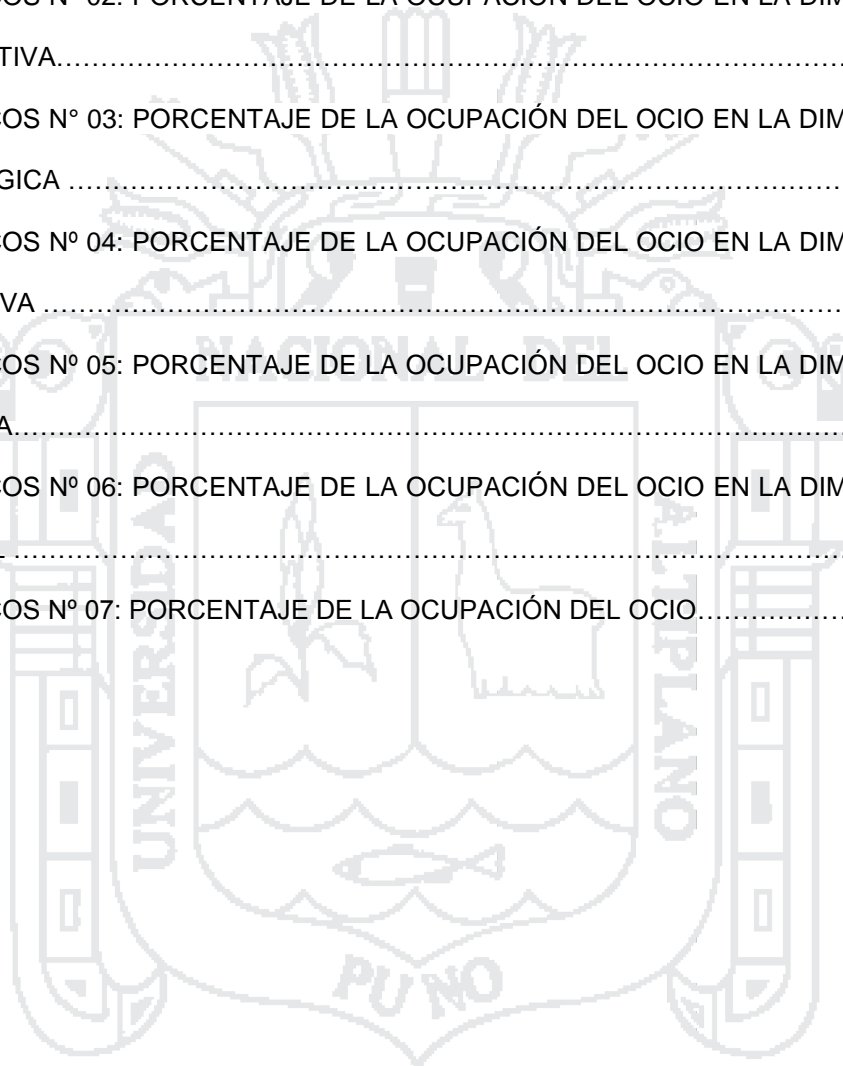 COS Nº 02: PORCENTAJE DE LA OCUPACIÓN DEL OCIO EN LA DIM
TIVA……………………………………………………………………………
COS N° 03: PORCENTAJE DE LA OCUPACIÓN DEL OCIO EN LA DIM
GICA ……………………………………………………………………………
COS Nº 04: PORCENTAJE DE LA OCUPACIÓN DEL OCIO EN LA DIM
VA ………………………………………………………………………………
COS Nº 05: PORCENTAJE DE LA OCUPACIÓN DEL OCIO EN LA DIM
A…………………………………………………………………………………
COS Nº 06: PORCENTAJE DE LA OCUPACIÓN DEL OCIO EN LA DIM
L …………………………………………………………………………………
COS Nº 07: PORCENTAJE DE LA OCUPACIÓN DEL OCIO………………
UNIVERSIDAD
NACIONAL DEL
ALTIPLANO
PUNO